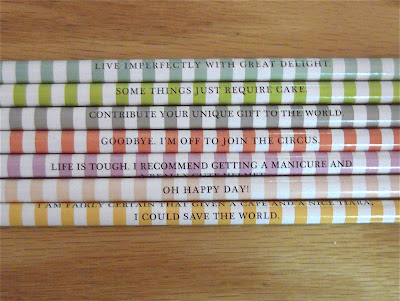 LIVE IMPERFECTLY WITH GREAT DELIGHT.
SOME THINGS JUST REQUIRE CAKE.
CONTRIBUTE YOUR UNIQUE GIFT TO THE WORLD.
GOODBYE. I'M OFF TO JOIN THE CIRCUS.
LIFE IS TOUGH. I RECOMMEND GETTING A MANICURE AND
OH HAPPY DAY!
I AM FAIRLY CERTAIN THAT GIVEN A CAPE AND A NICE TIARA,
I COULD SAVE THE WORLD.